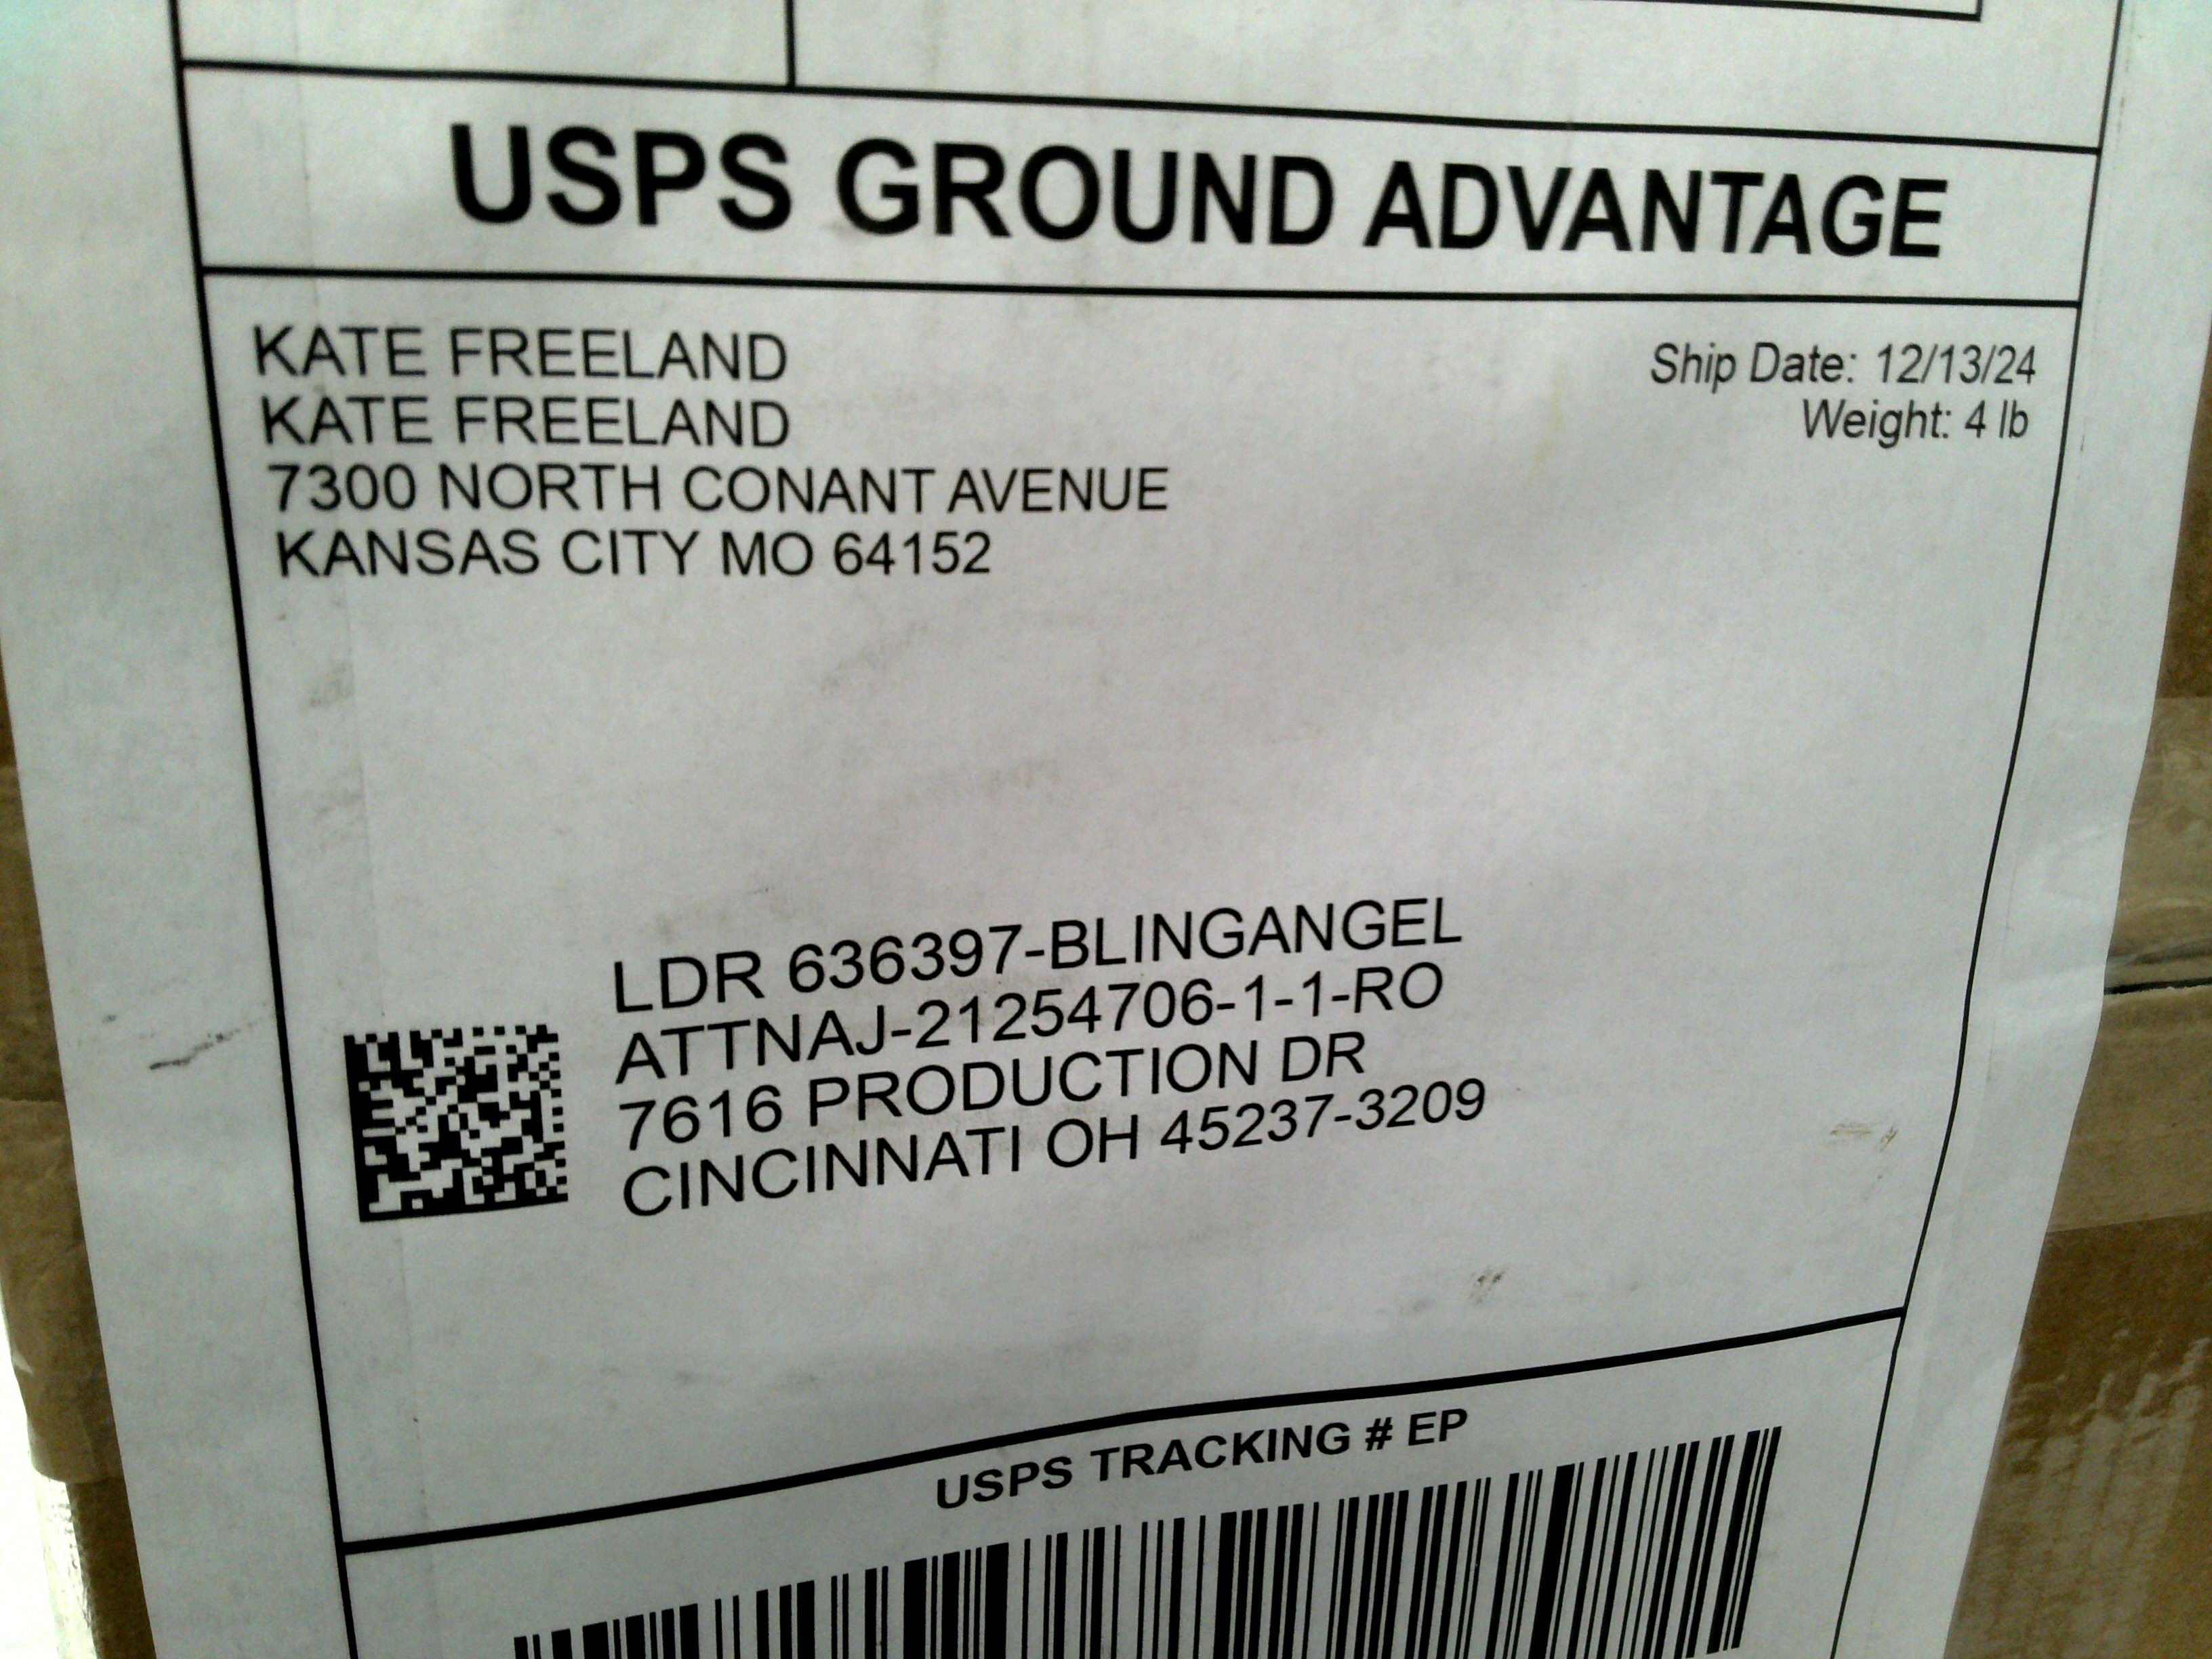 USPS GROUND ADVANTAGE
KATE FREELAND
KATE FREELAND
7300 NORTH CONANT AVENUE
KANSAS CITY MO 64152
Ship Date: 12/13/24
Weight: 4 lb
LDR 636397-BLINGANGEL
ATTNAJ-21254706-1-1-RO
7616 PRODUCTION DR
CINCINNATI OH 45237-3209
USPS TRACKING # EP